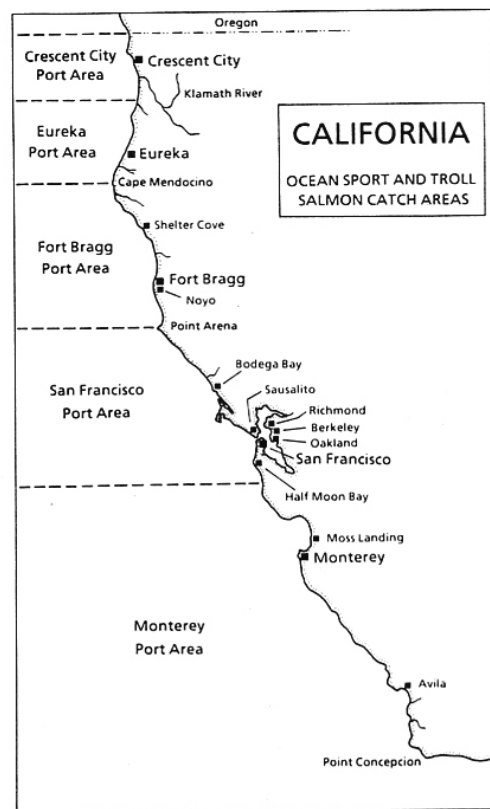 Oregon
Crescent City
Port Area
Crescent City
Klamath River
CALIFORNIA
OCEAN SPORT AND TROLL
SALMON CATCH AREAS
Eureka
Port Area
Eureka
Cape Mendocino
Shelter Cove
Fort Bragg
Port Area
Fort Bragg
Noyo
Point Arena
Bodega Bay
San Francisco
Port Area
Sausalito
Richmond
Berkeley
Oakland
San Francisco
Half Moon Bay
Moss Landing
Monterey
Monterey
Port Area
Avila
Point Concepcion